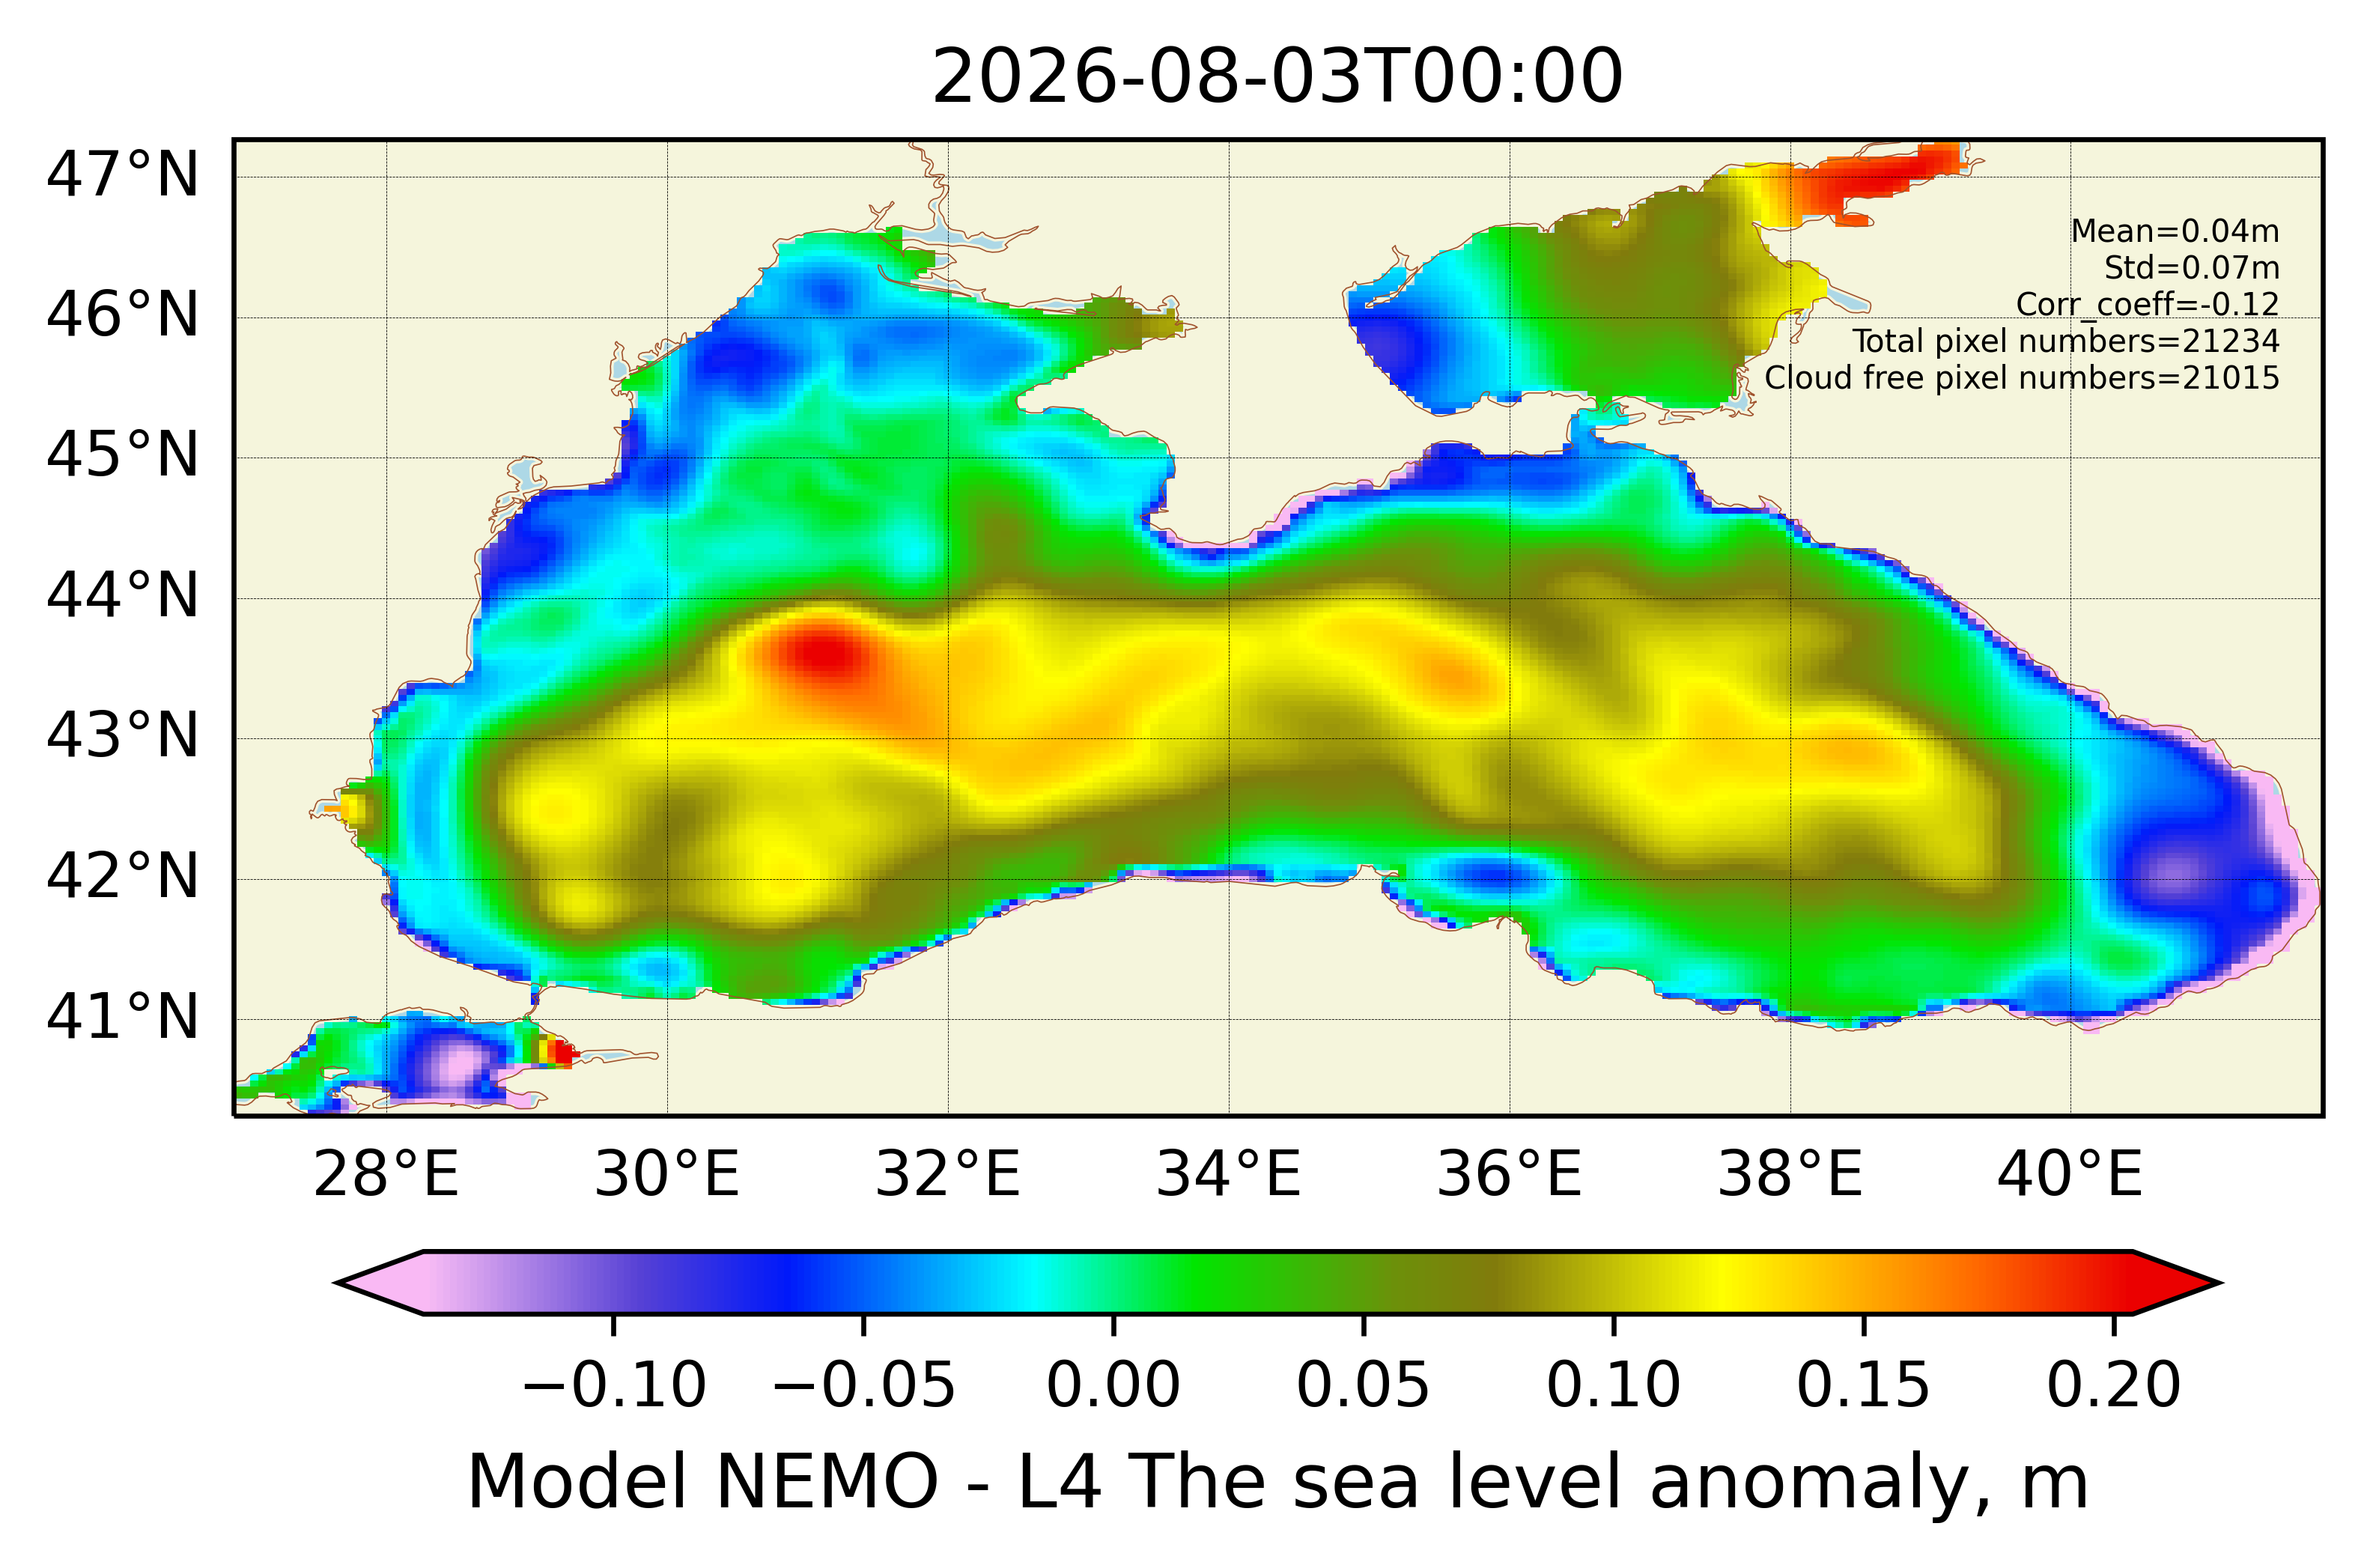 2026-08-03T00:00
47°N
46°N
45°N
44°N
43°N
42°N
41°N
Mean=0.04m
Std=0.07m
Corr_coeff=-0.12
Total pixel numbers=21234
Cloud free pixel numbers=21015
28°E 30°E 32°E 34°E 36°E 38°E 40°E
−0.10 −0.05 0.00 0.05 0.10 0.15 0.20
Model NEMO - L4 The sea level anomaly, m